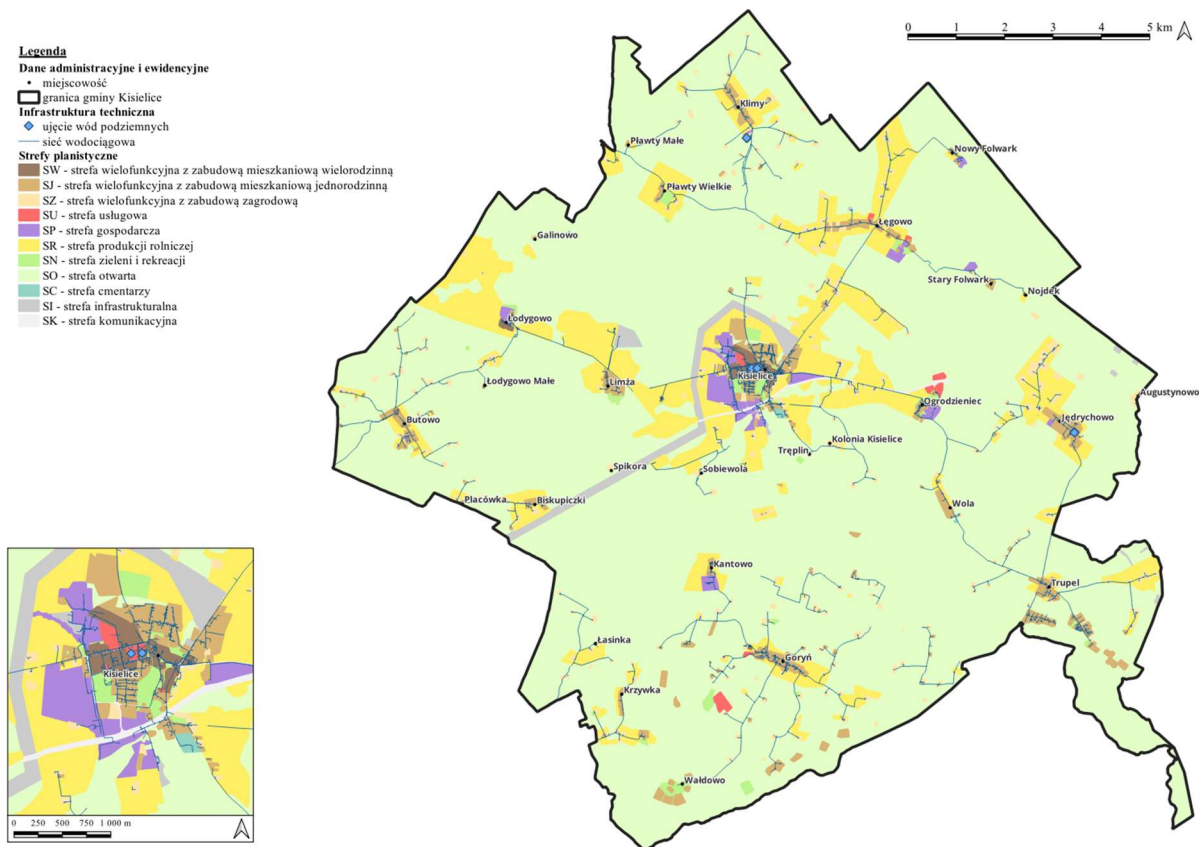 Legenda
Dane administracyjne i ewidencyjne
miejscowość
granica gminy Kisielice
Infrastruktura techniczna
ujęcie wód podziemnych
sieć wodociągowa
Strefy planistyczne
SW - strefa wielofunkcyjna z zabudową mieszkaniową wielorodzinną
SJ - strefa wielofunkcyjna z zabudową mieszkaniową jednorodzinną
SZ - strefa wielofunkcyjna z zabudową zagrodową
SU - strefa usługowa
SP - strefa gospodarcza
SR - strefa produkcji rolniczej
SN - strefa zieleni i rekreacji
SO - strefa otwarta
SC - strefa cmentarzy
SI - strefa infrastrukturalna
SK - strefa komunikacyjna
0 1 2 3 4 5 km
Klimy
Pławty Małe
Nowy Folwark
Pławty Wielkie
Łęgowo
Galinowo
Stary Folwark
Nojdek
Łodygowo
Kisielice
Łodygowo Małe
Limża
Augustynowo
Ogrodzieniec
Butowo
Jędrychowo
Kolonia Kisielice
Tręplin
Spikora
Sobiewola
Placówka
Biskupiczki
Wola
Kantowo
Trupel
Łasinka
Goryń
Krzywka
Wałdowo
Kisielice
0 250 500 750 1 000 m